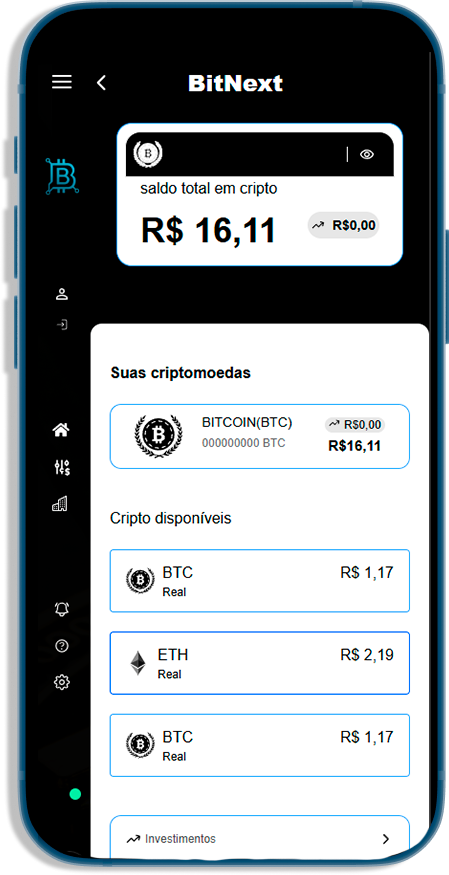 BitNext
saldo total em cripto
R$ 16,11
R$0,00
Suas criptomoedas
BITCOIN(BTC)
R$0,00
000000000 BTC
R$16,11
Cripto disponíveis
BTC
R$ 1,17
Real
ETH
R$ 2,19
Real
BTC
R$ 1,17
Real
Investimentos